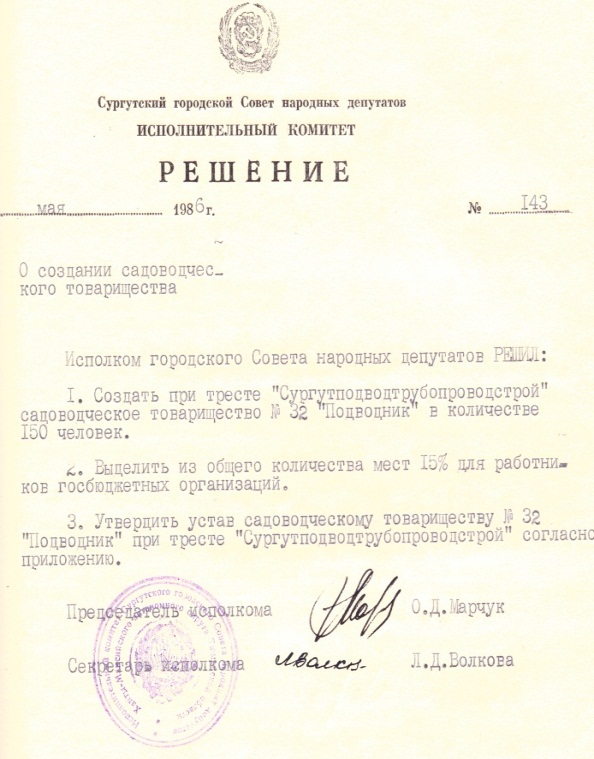 Сургутский городской Совет народных депутатов
ИСПОЛНИТЕЛЬНЫЙ КОМИТЕТ
РЕШЕНИЕ
мая 1986 г. № 143
О создании садоводчес-
кого товарищества
Исполком городского Совета народных депутатов РЕШИЛ:
1. Создать при тресте "Сургутподводтрубопроводстрой"
садоводческое товарищество № 32 "Подводник" в количестве
150 человек.
2. Выделить из общего количества мест 15% для работни-
ков госбюджетных организаций.
3. Утвердить устав садоводческому товариществу № 32
"Подводник" при тресте "Сургутподводтрубопроводстрой" согласно
приложению.
Председатель исполкома О.Д.Марчук
Секретарь исполкома Л.Д.Волкова